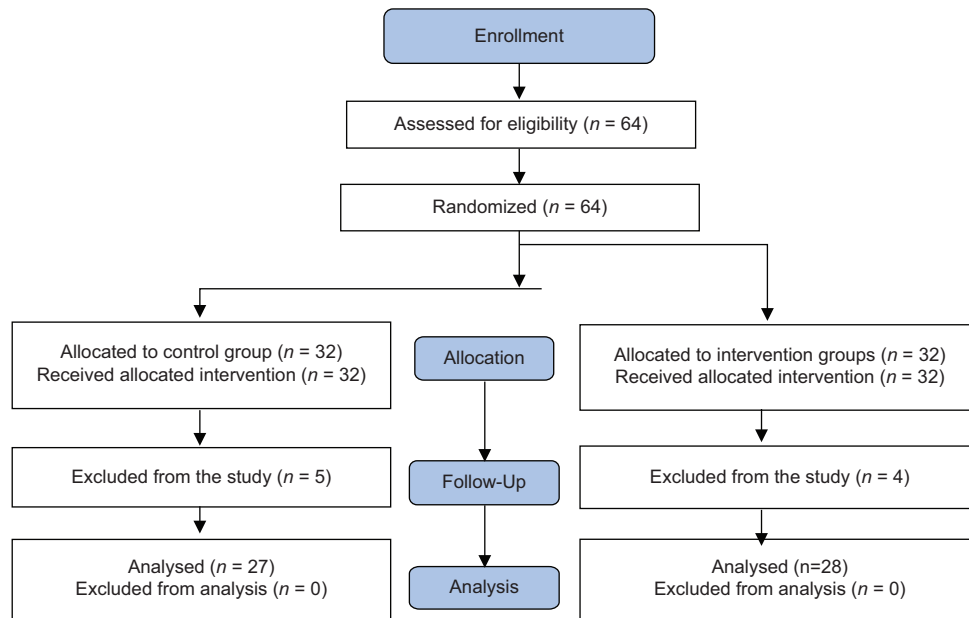 Enrollment
Assessed for eligibility (n = 64)
Randomized (n = 64)
Allocated to control group (n = 32)
Received allocated intervention (n = 32)
Allocation
Allocated to intervention groups (n = 32)
Received allocated intervention (n = 32)
Excluded from the study (n = 5)
Follow-Up
Excluded from the study (n = 4)
Analysed (n = 27)
Excluded from analysis (n = 0)
Analysis
Analysed (n=28)
Excluded from analysis (n = 0)